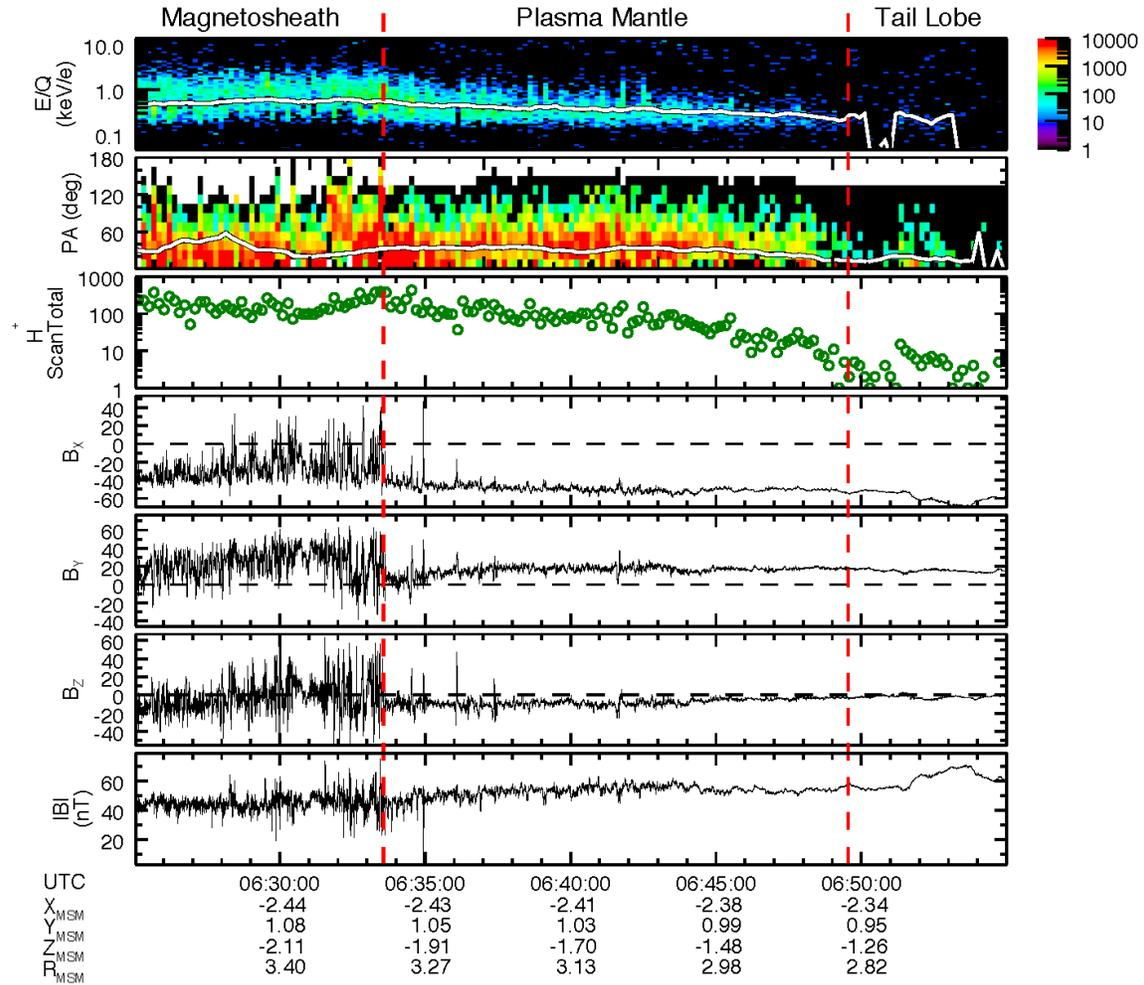 Magnetosheath Plasma Mantle Tail Lobe
10.0
1.0
0.1
E/Q
(keV/e)
10000
1000
100
10
1
180
120
60
PA (deg)
1000
100
10
1
H+
ScanTotal
40
20
0
-20
-40
-60
BX
60
40
20
0
-20
-40
BY
60
40
20
0
-20
-40
BZ
60
40
20
|B|
(nT)
UTC 06:30:00 06:35:00 06:40:00 06:45:00 06:50:00
XMSM -2.44 -2.43 -2.41 -2.38 -2.34
YMSM 1.08 1.05 1.03 0.99 0.95
ZMSM -2.11 -1.91 -1.70 -1.48 -1.26
RMSM 3.40 3.27 3.13 2.98 2.82